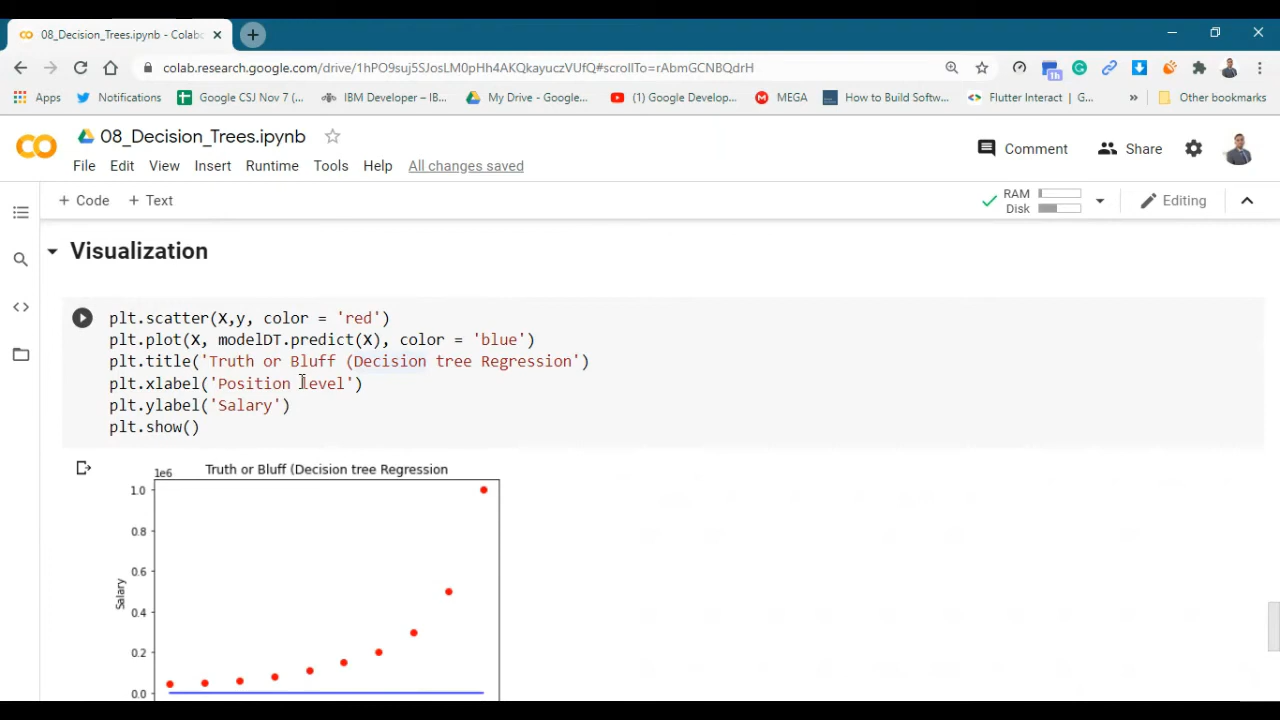 08_Decision_Trees.ipynb - Colabo
colab.research.google.com/drive/1hPO9suj5SJosLM0pHh4AKQkayuczVUfQ#scrollTo=rAbmGCNBQdrH
1h
Apps
Notifications
Google CSJ Nov 7 (...
IBM Developer – IB...
My Drive - Google...
(1) Google Develop...
MEGA
How to Build Softw...
Flutter Interact | G...
»
Other bookmarks
08_Decision_Trees.ipynb
Comment
Share
File Edit View Insert Runtime Tools Help All changes saved
+ Code + Text
RAM
Disk
Editing
Visualization
plt.scatter(X,y, color = 'red')
plt.plot(X, modelDT.predict(X), color = 'blue')
plt.title('Truth or Bluff (Decision tree Regression')
plt.xlabel('Position level')
plt.ylabel('Salary')
plt.show()
Truth or Bluff (Decision tree Regression
1e6
1.0
0.8
0.6
0.4
0.2
0.0
Salary